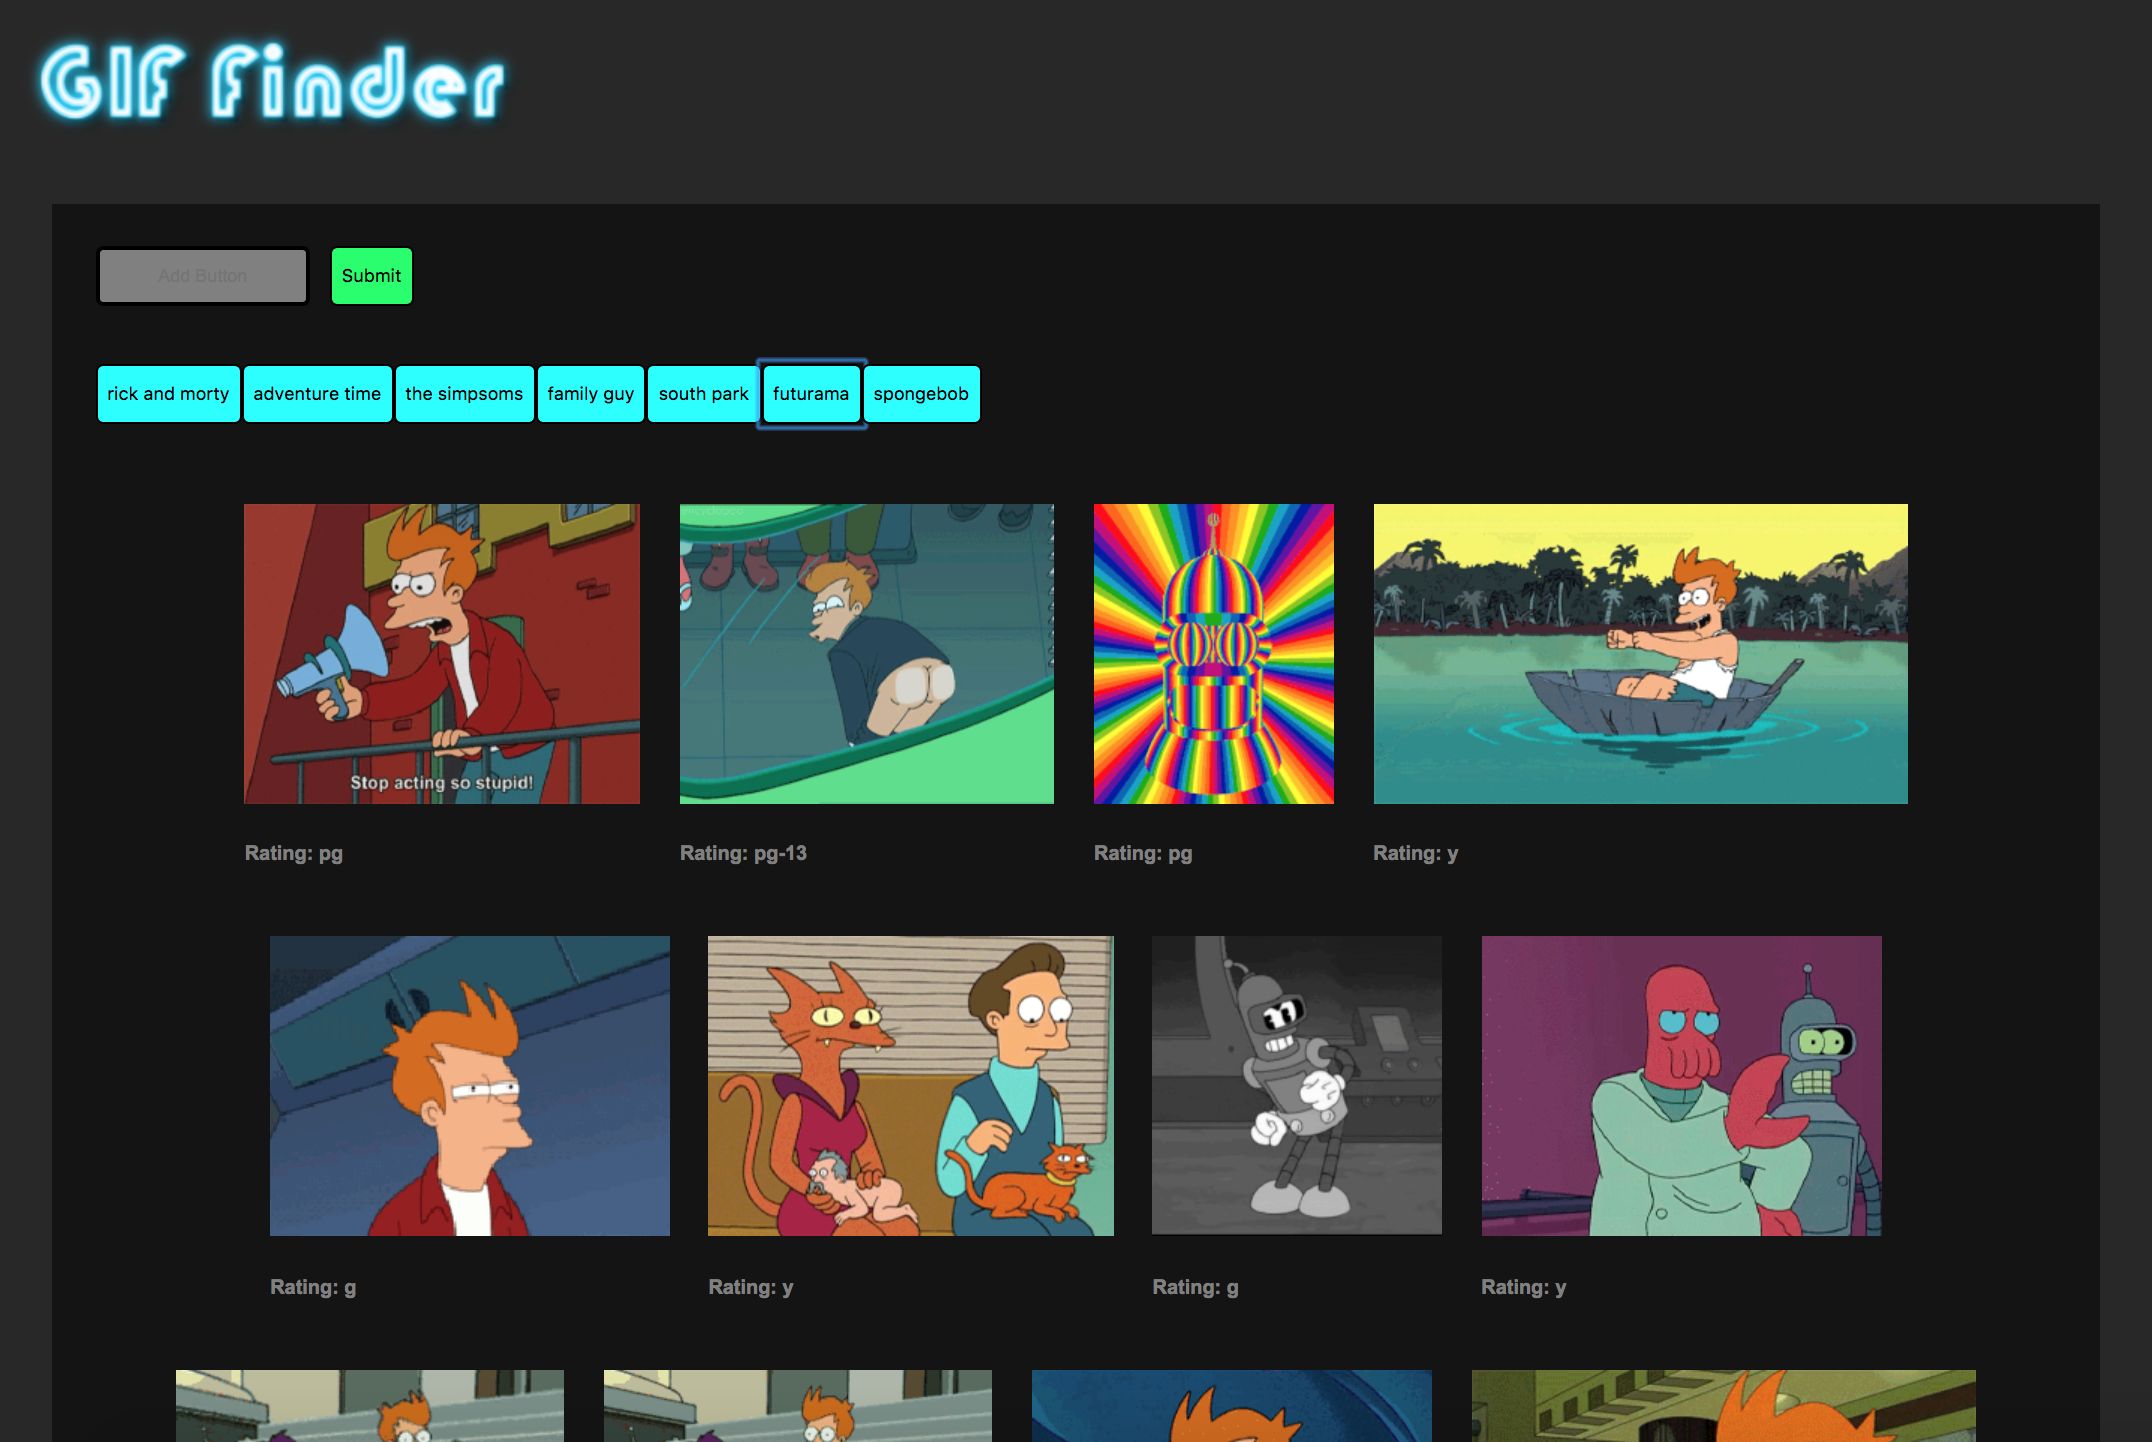 GIF Finder
Add Button
Submit
rick and morty
adventure time
the simpsoms
family guy
south park
futurama
spongebob
Stop acting so stupid!
Rating: pg
Rating: pg-13
Rating: pg
Rating: y
Rating: g
Rating: y
Rating: g
Rating: y